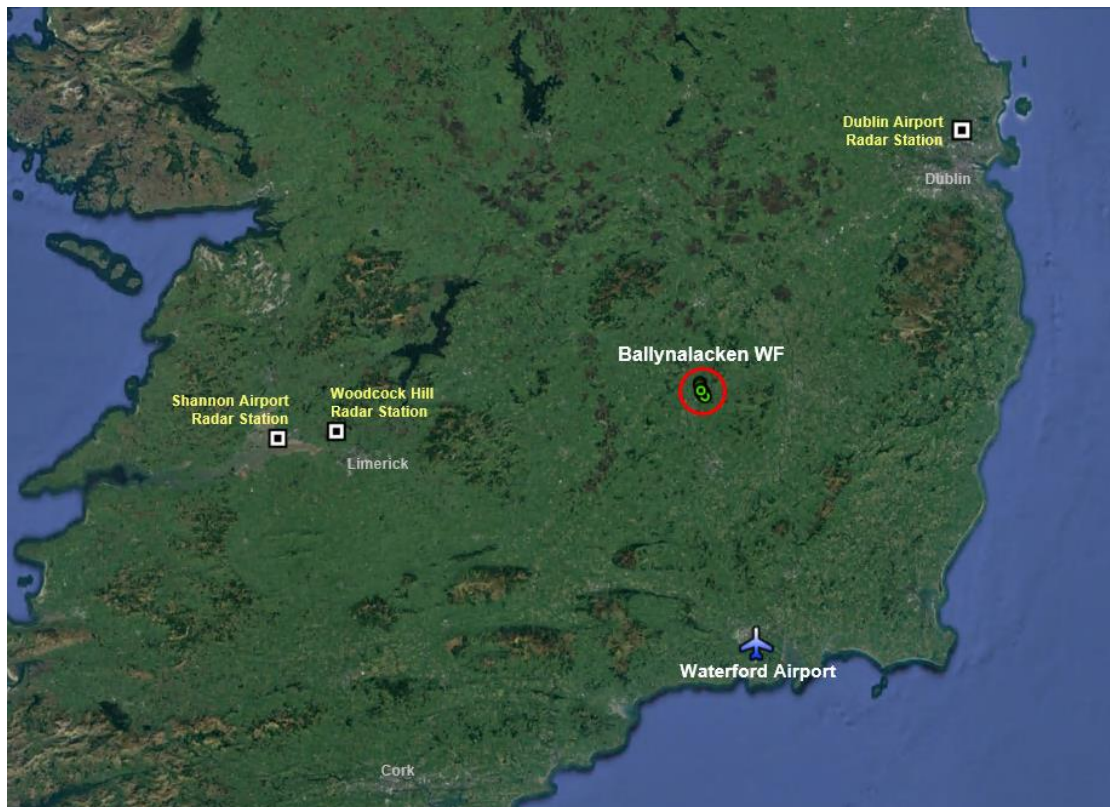 Dublin Airport
Radar Station
Dublin
Ballynalacken WF
Shannon Airport
Radar Station
Woodcock Hill
Radar Station
Limerick
Waterford Airport
Cork